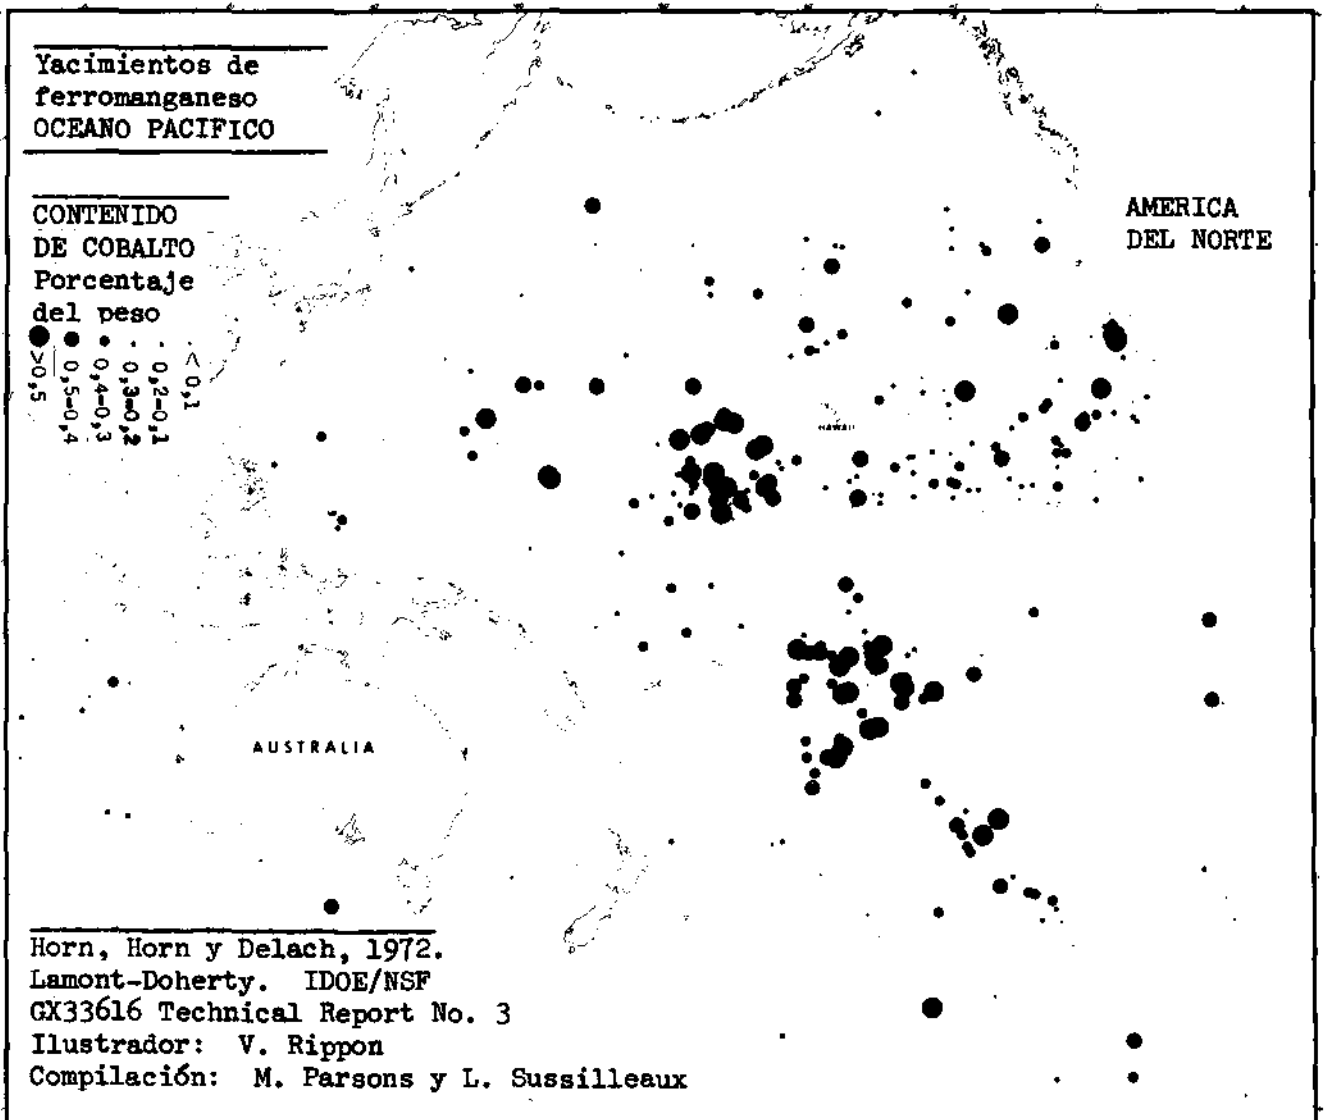 Yacimientos de
ferromanganeso
OCEANO PACIFICO
CONTENIDO
DE COBALTO
Porcentaje
del peso
>0,5
0,5-0,4
0,4-0,3
0,3-0,2
0,2-0,1
< 0,1
AMERICA
DEL NORTE
HAWAII
AUSTRALIA
Horn, Horn y Delach, 1972.
Lamont-Doherty. IDOE/NSF
GX33616 Technical Report No. 3
Ilustrador: V. Rippon
Compilación: M. Parsons y L. Sussilleaux